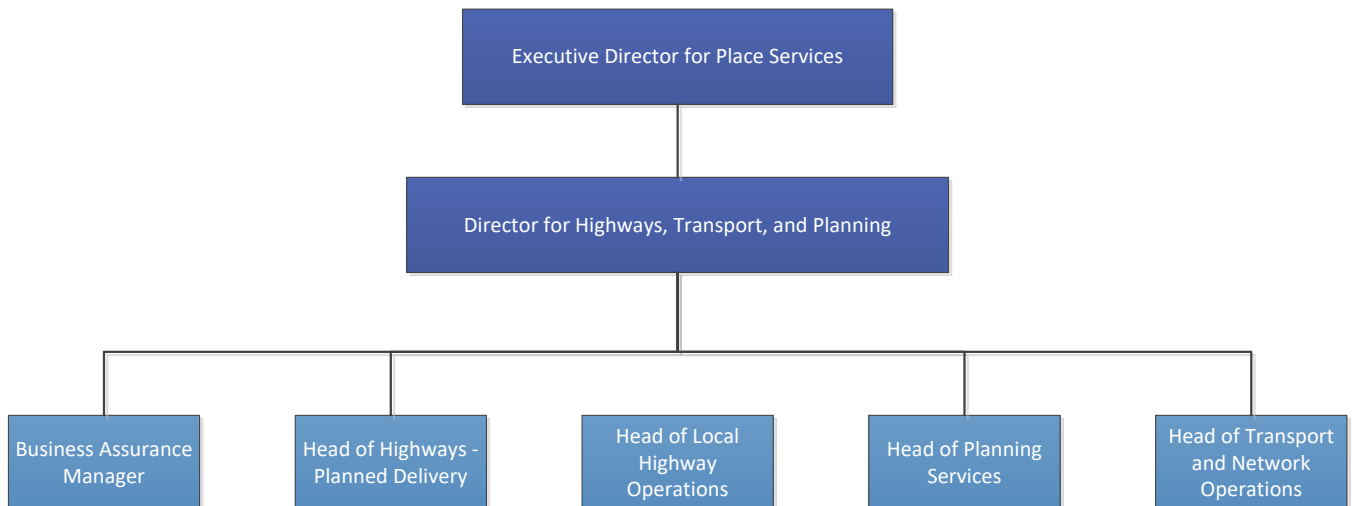 Executive Director for Place Services
Director for Highways, Transport, and Planning
Business Assurance
Manager
Head of Highways -
Planned Delivery
Head of Local
Highway
Operations
Head of Planning
Services
Head of Transport
and Network
Operations